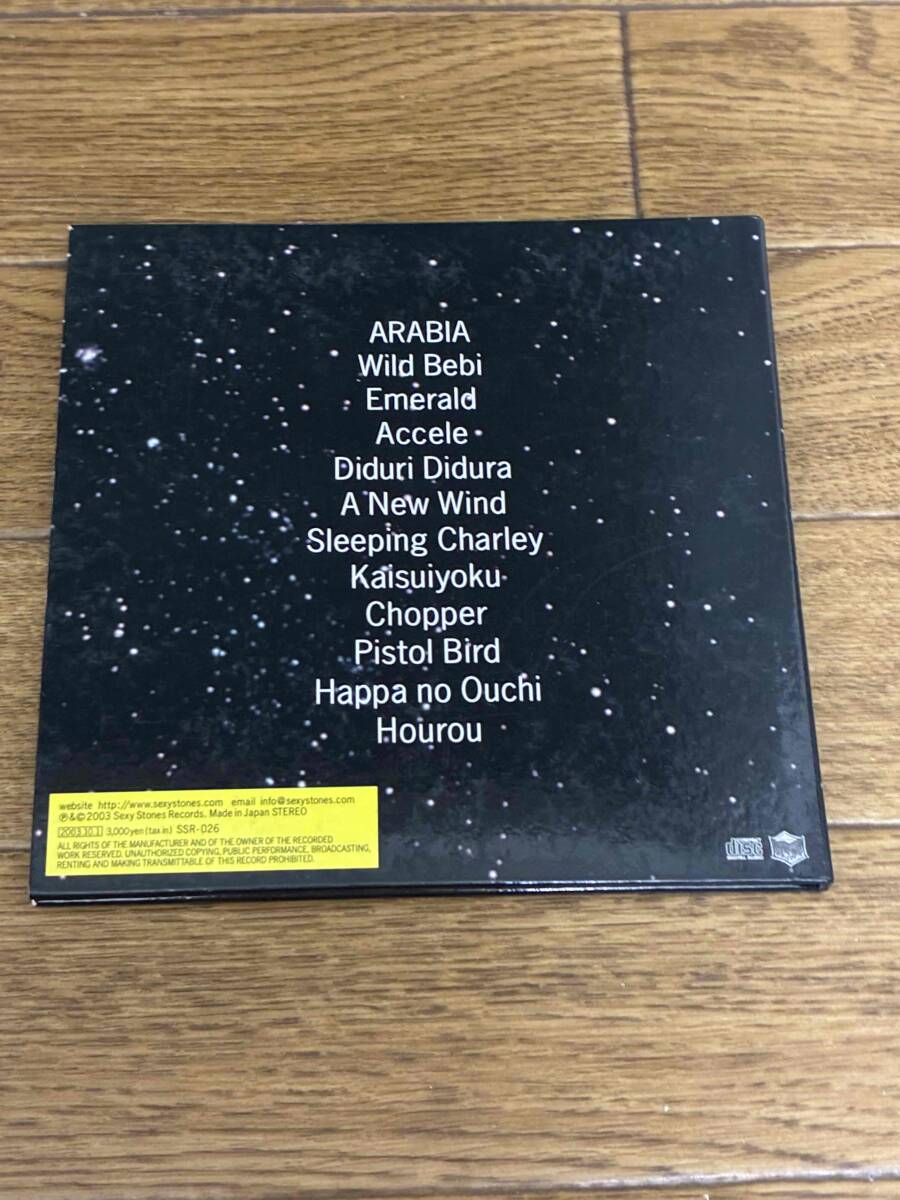 ARABIA
Wild Bebi
Emerald
Accele
Diduri Didura
A New Wind
Sleeping Charley
Kaisuiyoku
Chopper
Pistol Bird
Happa no Ouchi
Hourou
website http://www.sexystones.com email info@sexystones.com
℗&©2003 Sexy Stones Records. Made in Japan STEREO
2003.10.1 3,000yen(tax in) SSR-026
ALL RIGHTS OF THE MANUFACTURER AND OF THE OWNER OF THE RECORDED
WORK RESERVED. UNAUTHORIZED COPYING, PUBLIC PERFORMANCE, BROADCASTING,
RENTING AND MAKING TRANSMITTABLE OF THIS RECORD PROHIBITED.
disc
DIGITAL AUDIO